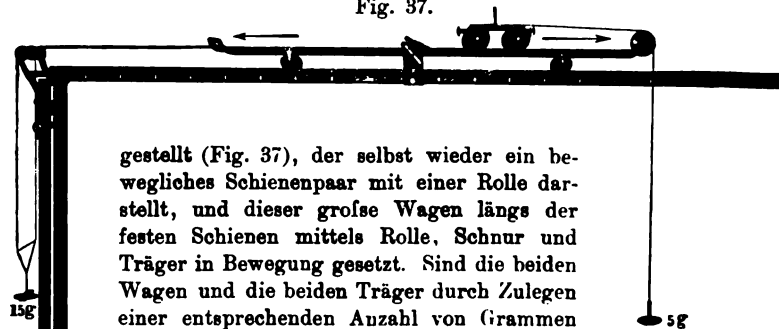 Fig. 37.
gestellt (Fig. 37), der selbst wieder ein be-
wegliches Schienenpaar mit einer Rolle dar-
stellt, und dieser groſse Wagen längs der
festen Schienen mittels Rolle, Schnur und
Träger in Bewegung gesetzt. Sind die beiden
Wagen und die beiden Träger durch Zulegen
einer entsprechenden Anzahl von Grammen
15g
5g